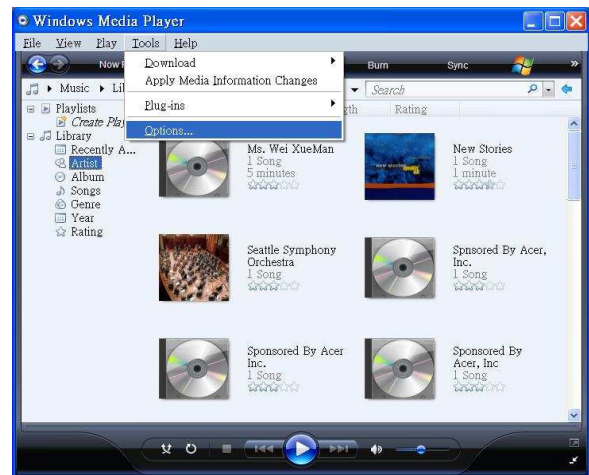 Windows Media Player
File View Play Tools Help
Now
Download
Burn
Sync
»
Apply Media Information Changes
Music
Search
Plug-ins
Rating
Options...
Playlists
Create
Library
Recently A...
Artist
Album
Songs
Genre
Year
Rating
Ms. Wei XueMan
1 Song
5 minutes
New Stories
1 Song
1 minute
new stories
Seattle Symphony
Orchestra
1 Song
Spnsored By Acer,
Inc.
1 Song
Sponsored By Acer
Inc.
1 Song
Sponsored By
Acer, Inc
1 Song